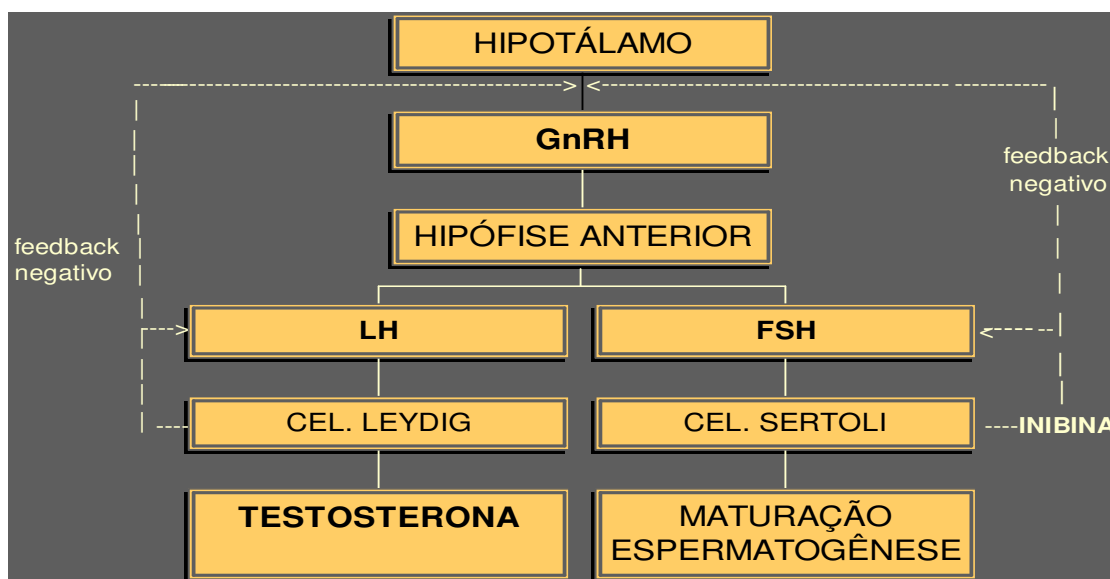 HIPOTÁLAMO
GnRH
feedback
negativo
HIPÓFISE ANTERIOR
feedback
negativo
LH
FSH
CEL. LEYDIG
CEL. SERTOLI
INIBINA
TESTOSTERONA
MATURAÇÃO
ESPERMATOGÊNESE